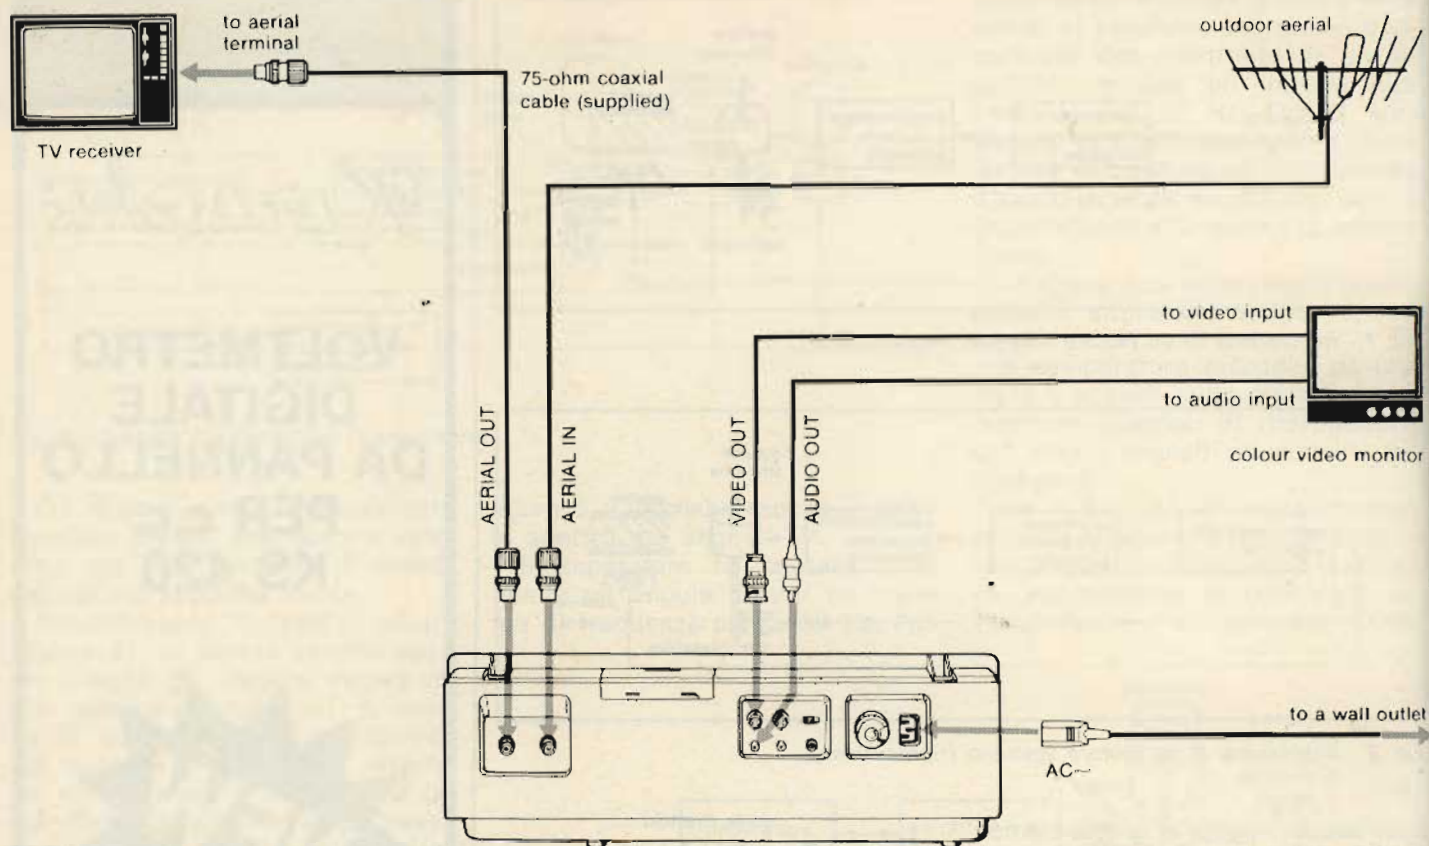 to aerial
terminal
outdoor aerial
75-ohm coaxial
cable (supplied)
TV receiver
to video input
to audio input
colour video monitor
AERIAL OUT
AERIAL IN
VIDEO OUT
AUDIO OUT
to a wall outlet
AC~
VOLTMETRO
DIGITALE
DA PANNELLO
PER c.c.
KS 420